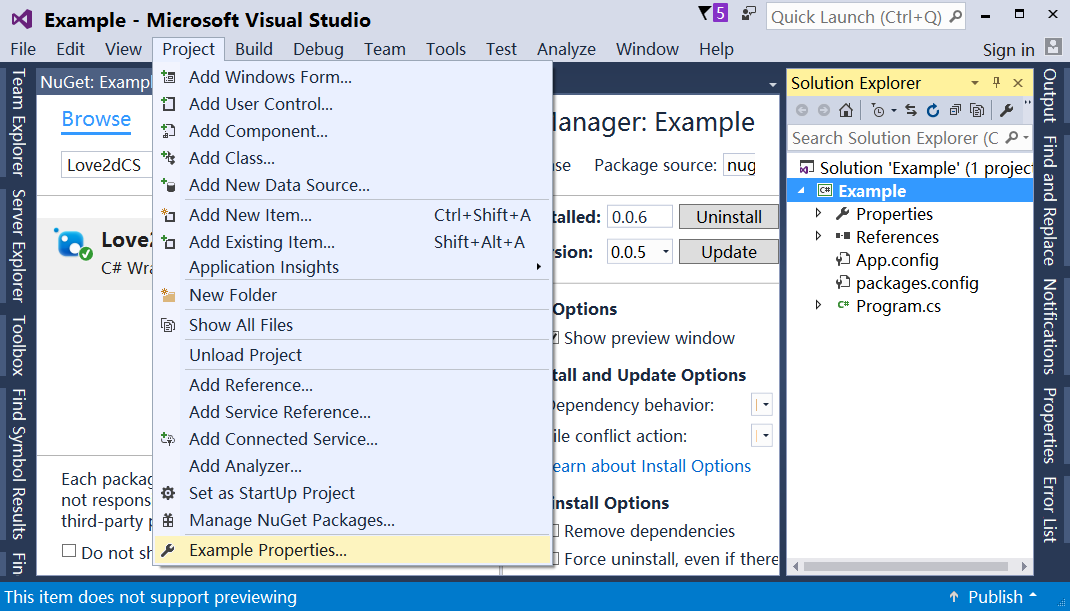 Example - Microsoft Visual Studio
5
Quick Launch (Ctrl+Q)
File Edit View Project Build Debug Team Tools Test Analyze Window Help
Sign in
Team Explorer
Server Explorer
Toolbox
Find Symbol Results
Fin
NuGet: Exampl
Browse
Love2dCS
Love2
C# Wra
Each packag
not respons
third-party p
Do not sh
Add Windows Form...
Add User Control...
Add Component...
Add Class...
Add New Data Source...
Add New Item... Ctrl+Shift+A
Add Existing Item... Shift+Alt+A
Application Insights
New Folder
Show All Files
Unload Project
Add Reference...
Add Service Reference...
Add Connected Service...
Add Analyzer...
Set as StartUp Project
Manage NuGet Packages...
Example Properties...
Manager: Example
se Package source: nug
talled: 0.0.6 Uninstall
rsion: 0.0.5 Update
Options
Show preview window
tall and Update Options
Dependency behavior:
ile conflict action:
earn about Install Options
install Options
Remove dependencies
Force uninstall, even if there
Solution Explorer
Search Solution Explorer (C
Solution 'Example' (1 project
C# Example
Properties
References
App.config
packages.config
C# Program.cs
Output
Find and Replace
Notifications
Properties
Error List
This item does not support previewing
Publish